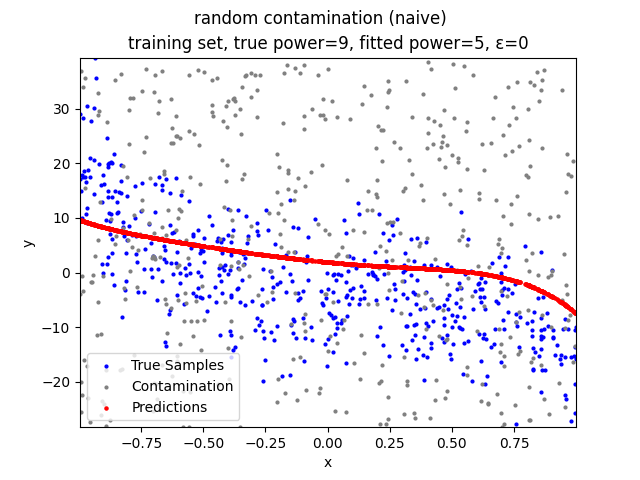 random contamination (naive)
training set, true power=9, fitted power=5, ε=0
y
30
20
10
0
−10
−20
True Samples
Contamination
Predictions
−0.75
−0.50
−0.25
0.00
0.25
0.50
0.75
x